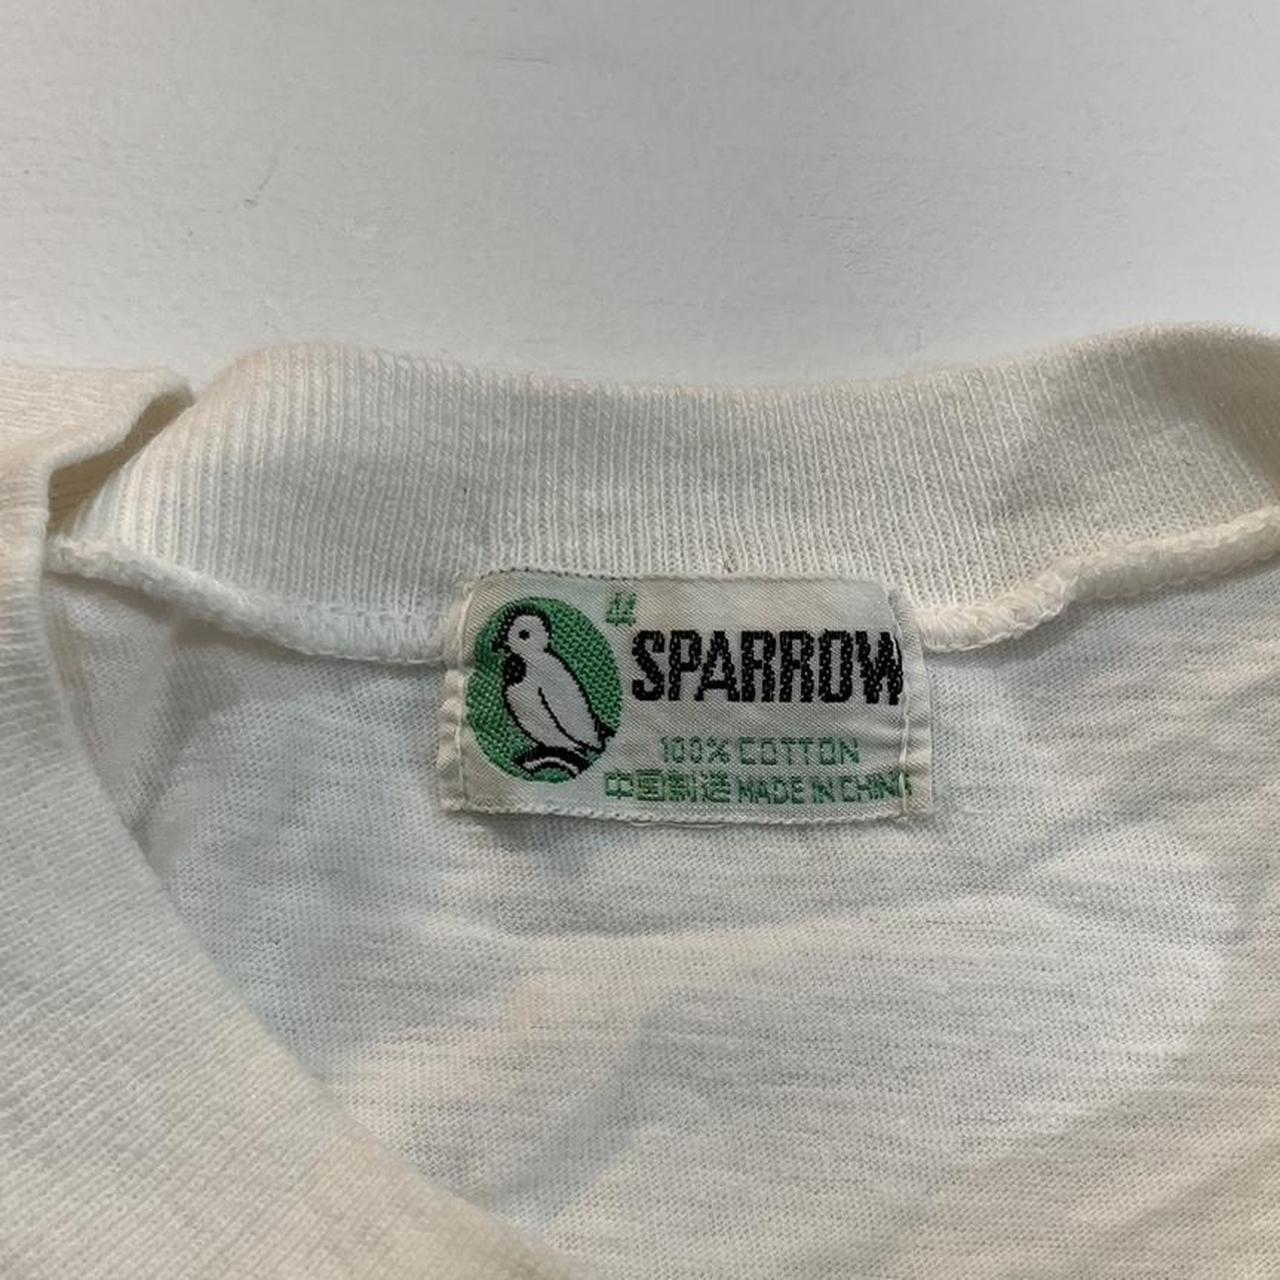 SPARROW
100% COTTON
中国制造 MADE IN CHINA